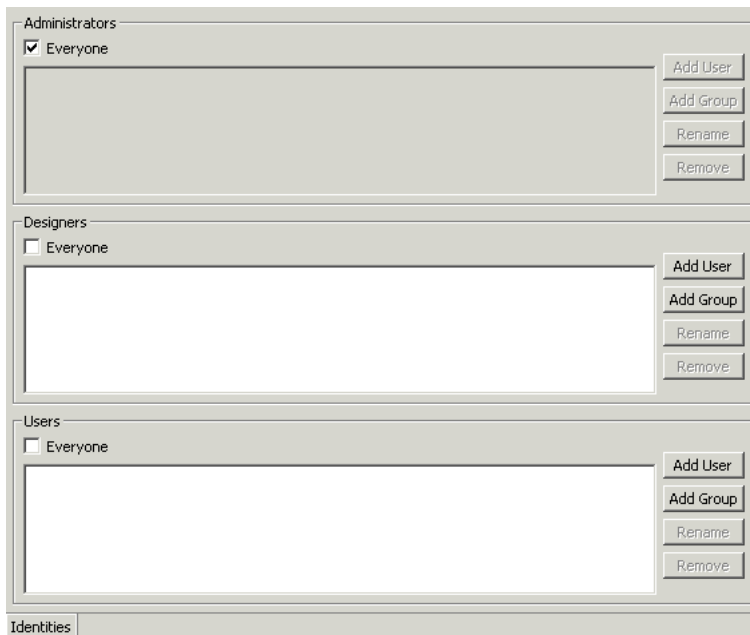 Administrators
Everyone
Add User
Add Group
Rename
Remove
Designers
Everyone
Add User
Add Group
Rename
Remove
Users
Everyone
Add User
Add Group
Rename
Remove
Identities